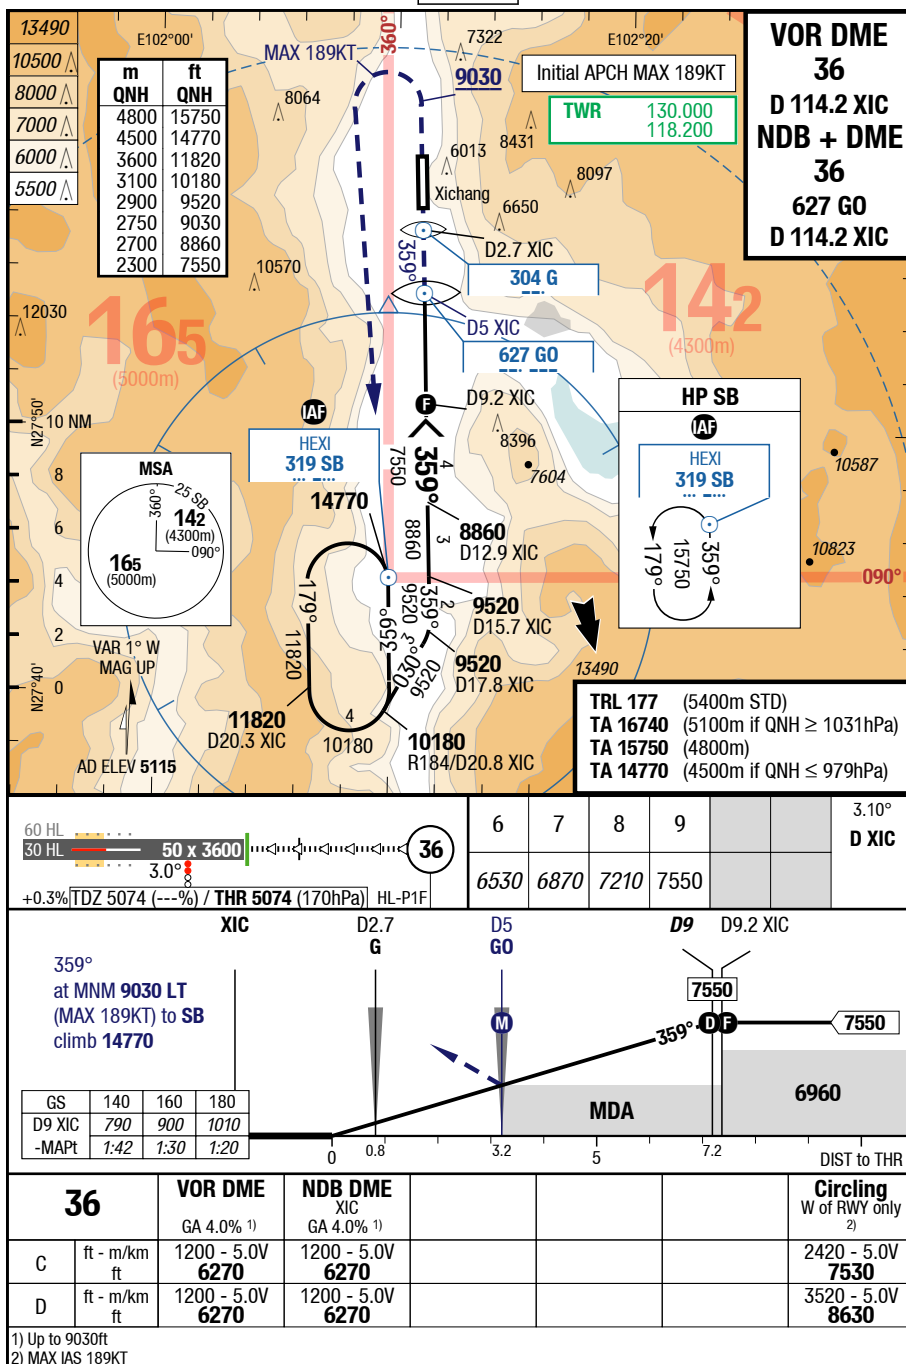 13490
10500
8000
7000
6000
5500
E102°00'
MAX 189KT
360°
7322
9030
E102°20'
Initial APCH MAX 189KT
TWR 130.000
118.200
VOR DME
36
D 114.2 XIC
NDB + DME
36
627 GO
D 114.2 XIC
m ft
QNH QNH
4800 15750
4500 14770
3600 11820
3100 10180
2900 9520
2750 9030
2700 8860
2300 7550
8064
8431
6013
8097
Xichang
6650
D2.7 XIC
359°
304 G
10570
12030
165
(5000m)
142
(4300m)
D5 XIC
627 GO
N27°50'
10 NM
8
6
4
2
0
N27°40'
IAF
HEXI
319 SB
F
D9.2 XIC
7550
359°
4
8396
7604
HP SB
IAF
HEXI
319 SB
179°
15750
359°
10587
10823
MSA
25 SB
360°
142
(4300m)
090°
165
(5000m)
14770
8860
3
8860
D12.9 XIC
090°
179°
11820
359°
9520
3
359°
2
9520
D15.7 XIC
030°
9520
9520
D17.8 XIC
13490
VAR 1° W
MAG UP
AD ELEV 5115
11820
D20.3 XIC
4
10180
10180
R184/D20.8 XIC
TRL 177 (5400m STD)
TA 16740 (5100m if QNH ≥ 1031hPa)
TA 15750 (4800m)
TA 14770 (4500m if QNH ≤ 979hPa)
60 HL
30 HL
50 x 3600
36
3.0°
+0.3% TDZ 5074 (---%) / THR 5074 (170hPa) HL-P1F
6 7 8 9 3.10°
D XIC
6530 6870 7210 7550
XIC
D2.7
G
D5
GO
D9
D9.2 XIC
359°
at MNM 9030 LT
(MAX 189KT) to SB
climb 14770
7550
M
359°
D
F
7550
MDA
6960
GS 140 160 180
D9 XIC 790 900 1010
-MAPt 1:42 1:30 1:20
0 0.8 3.2 5 7.2 DIST to THR
36
VOR DME
GA 4.0% 1)
NDB DME
XIC
GA 4.0% 1)
Circling
W of RWY only
2)
C ft - m/km 1200 - 5.0V 1200 - 5.0V 2420 - 5.0V
ft 6270 6270 7530
D ft - m/km 1200 - 5.0V 1200 - 5.0V 3520 - 5.0V
ft 6270 6270 8630
1) Up to 9030ft
2) MAX IAS 189KT